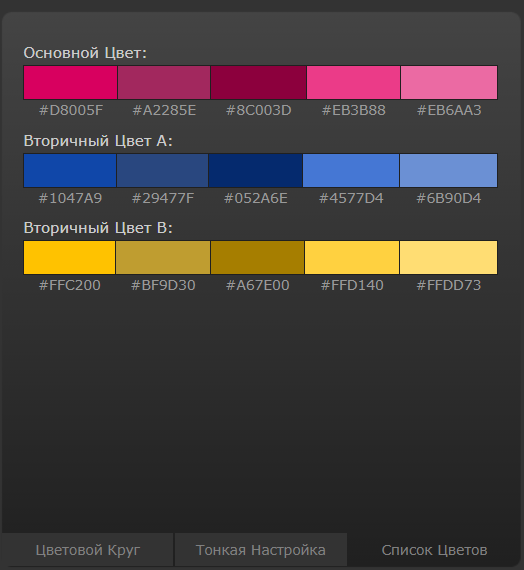 Основной Цвет:
#D8005F #A2285E #8C003D #EB3B88 #EB6AA3
Вторичный Цвет A:
#1047A9 #29477F #052A6E #4577D4 #6B90D4
Вторичный Цвет B:
#FFC200 #BF9D30 #A67E00 #FFD140 #FFDD73
Цветовой Круг Тонкая Настройка Список Цветов